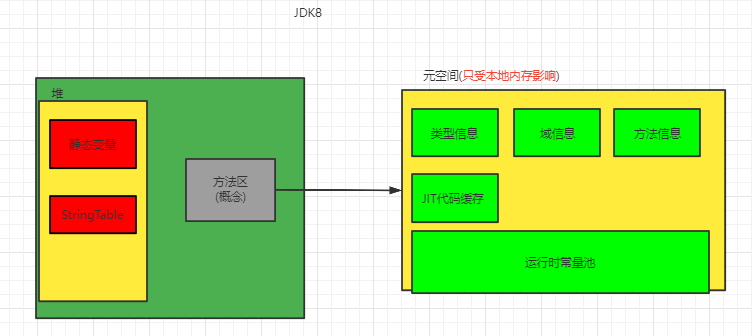 JDK8
堆
静态变量
StringTable
方法区
(概念)
元空间(只受本地内存影响)
类型信息
域信息
方法信息
JIT代码缓存
运行时常量池